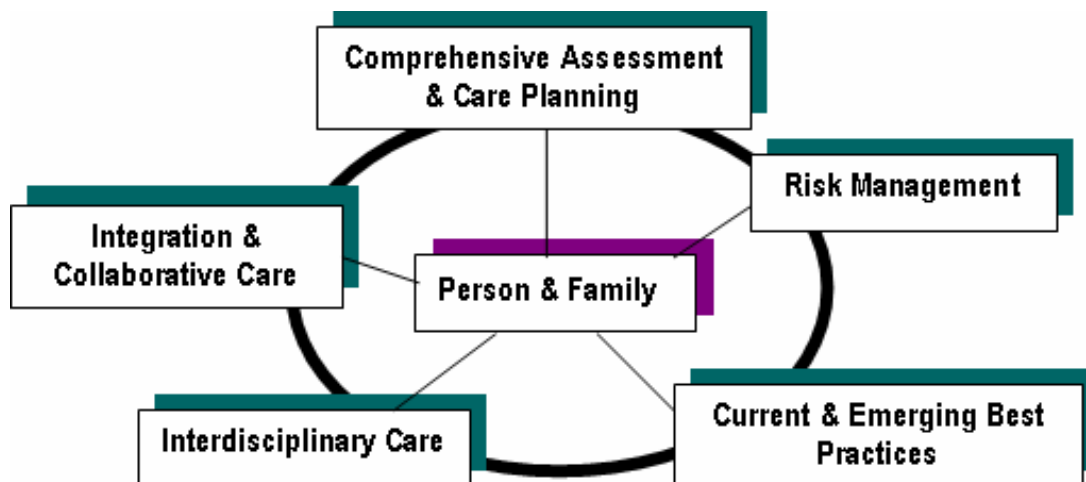 Comprehensive Assessment
& Care Planning
Risk Management
Integration &
Collaborative Care
Person & Family
Interdisciplinary Care
Current & Emerging Best
Practices